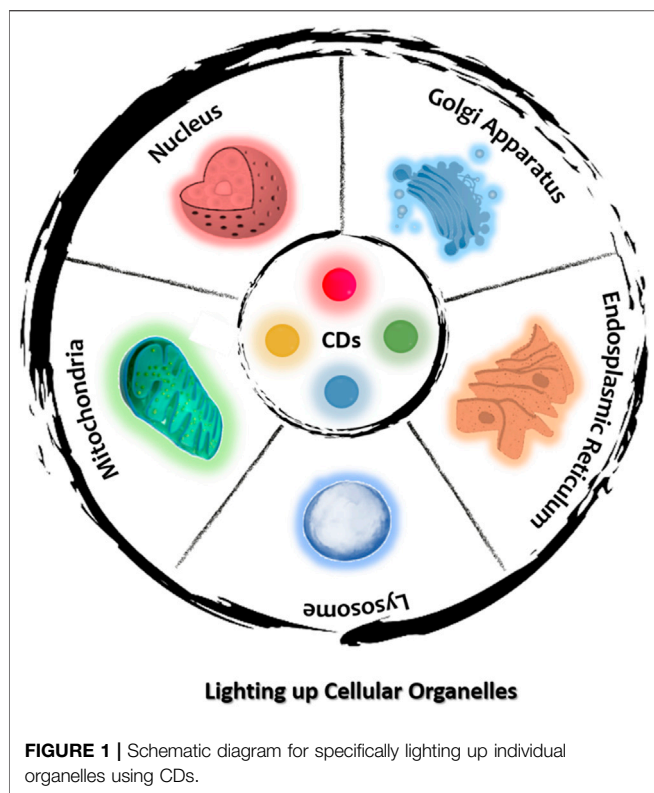 Nucleus
Golgi Apparatus
Endosplasmic Reticulum
Lysosome
Mitochondria
CDs
Lighting up Cellular Organelles
FIGURE 1 | Schematic diagram for specifically lighting up individual
organelles using CDs.